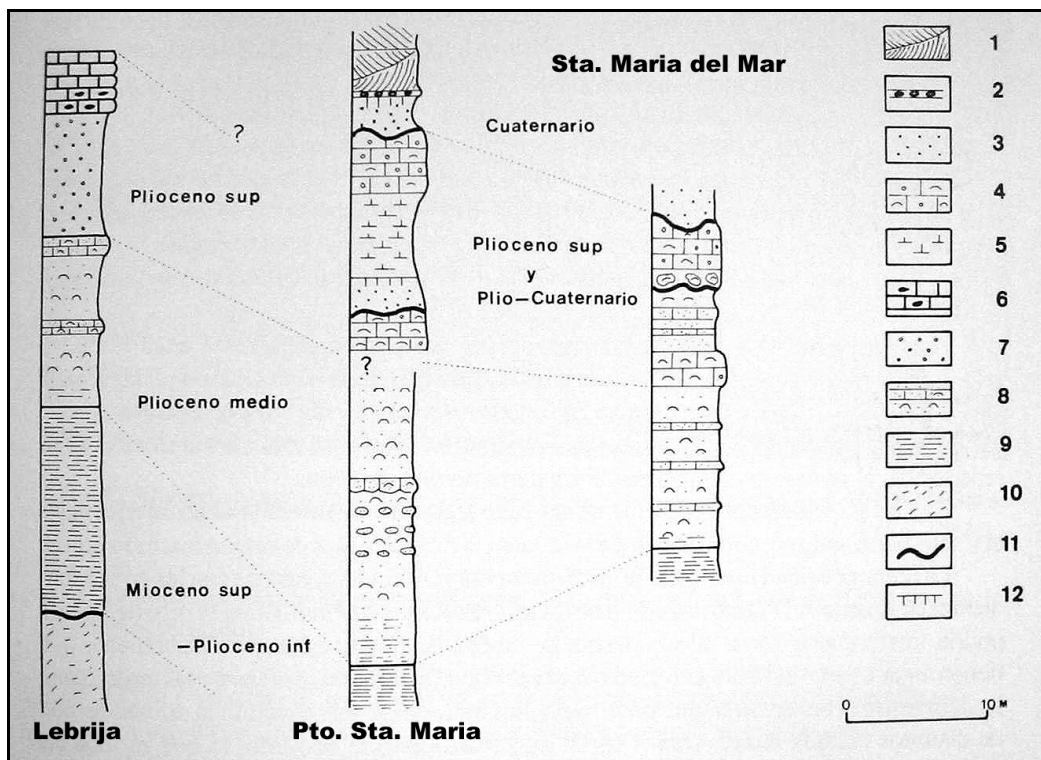 Sta. Maria del Mar
Cuaternario
?
Plioceno sup
Plioceno sup
y
Plio-Cuaternario
?
Plioceno medio
Mioceno sup
-Plioceno inf
Lebrija
Pto. Sta. Maria
1
2
3
4
5
6
7
8
9
10
11
12
0
10 M